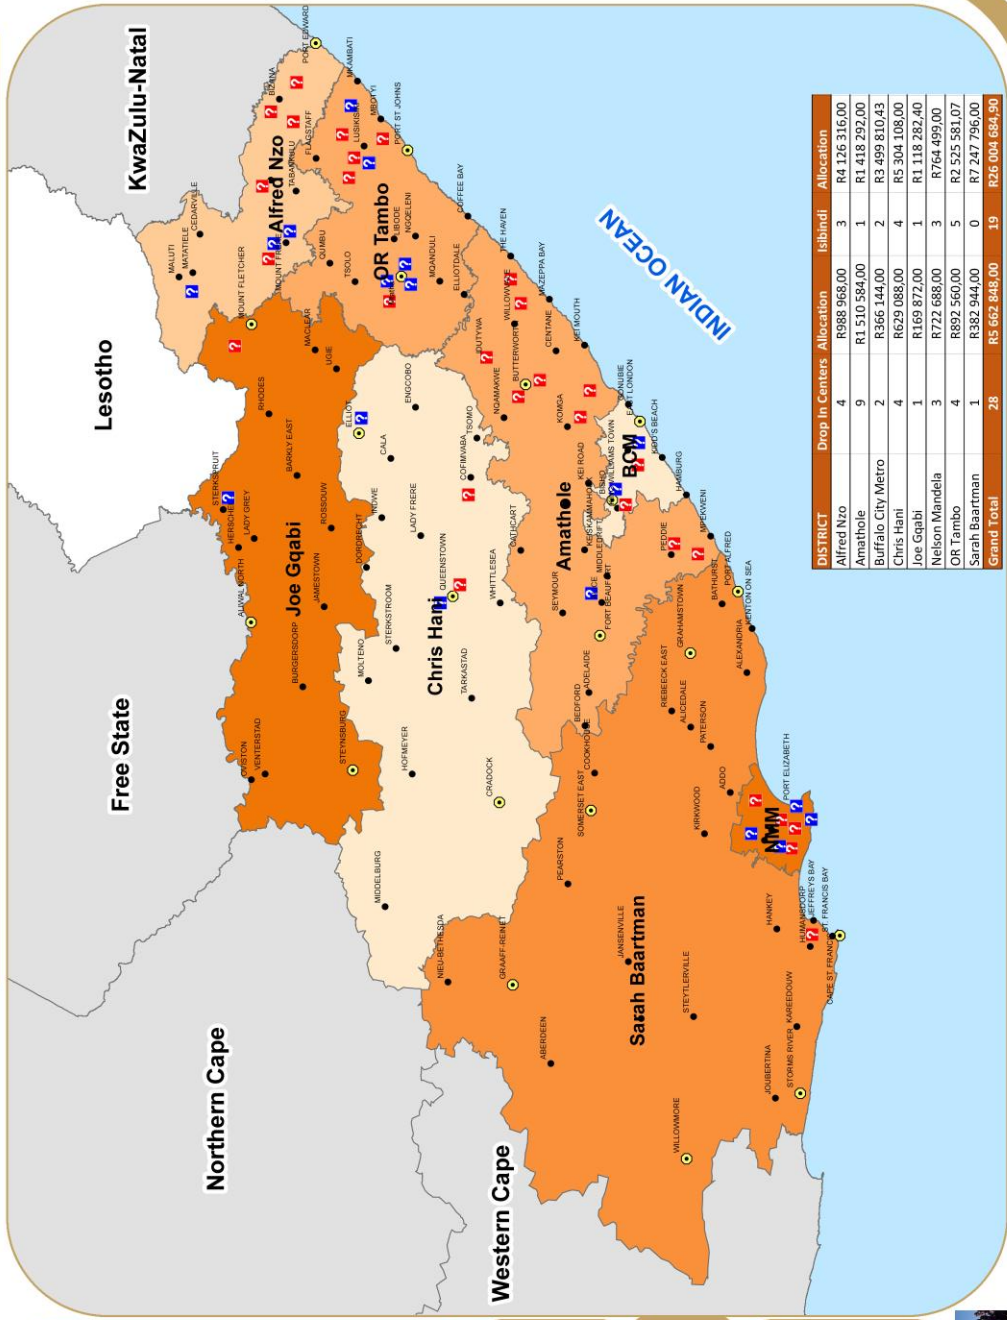 Northern Cape
Free State
Lesotho
KwaZulu-Natal
Western Cape
INDIAN OCEAN
Alfred Nzo
MALUTI
MATATIELE
CEDARVILLE
MOUNT FLETCHER
MOUNT FRERE
TABANKULU
BIZANA
PORT EDWARD
FLAGSTAFF
Joe Gqabi
OVISTON
VENTERSTAD
STEYNSBURG
BURGERSDORP
ALIWAL NORTH
JAMESTOWN
HERSCHEL
STERKSPRUIT
LADY GREY
ROSSOUW
DORDRECHT
BARKLY EAST
RHODES
MACLEAR
UGIE
OR Tambo
QUMBU
TSOLO
LIBODE
NGQELENI
MQANDULI
LUSIKISIKI
MKAMBATI
MBOTYI
PORT ST JOHNS
COFFEE BAY
Chris Hani
MIDDELBURG
HOFMEYER
CRADOCK
MOLTENO
STERKSTROOM
TARKASTAD
QUEENSTOWN
WHITTLESEA
LADY FRERE
INDWE
CALA
ELLIOT
ENGCOBO
COFIMVABA
TSOMO
CATHCART
Amathole
ELLIOTDALE
THE HAVEN
WILLOWVALE
DUTYWA
MAZEPPA BAY
BUTTERWORTH
NQAMAKWE
CENTANE
KEI MOUTH
KOMGA
KEI ROAD
KEISKAMMAHOEK
SEYMOUR
MIDDLEDRIFT
FORT BEAUFORT
ADELAIDE
BEDFORD
PEDDIE
HAMBURG
MPEKWENI
BCM
BISHO
EAST LONDON
KIDD'S BEACH
Sarah Baartman
NIEU-BETHESDA
GRAAFF-REINET
ABERDEEN
PEARSTON
SOMERSET EAST
COOKHOUSE
JANSENVILLE
STEYTLERVILLE
WILLOWMORE
KIRKWOOD
ADDO
PATERSON
ALICEDALE
RIEBEECK EAST
GRAHAMSTOWN
BATHURST
PORT ALFRED
KENTON ON SEA
ALEXANDRIA
JOUBERTINA
STORMS RIVER
KAREEDOUW
HANKEY
HUMANSDORP
JEFFREYS BAY
ST. FRANCIS BAY
CAPE ST. FRANCIS
NMM
PORT ELIZABETH
DISTRICT Drop In Centers Allocation Isibindi Allocation
Alfred Nzo 4 R988 968,00 3 R4 126 316,00
Amathole 9 R1 510 584,00 1 R1 418 292,00
Buffalo City Metro 2 R366 144,00 2 R3 499 810,43
Chris Hani 4 R629 088,00 4 R5 304 108,00
Joe Gqabi 1 R169 872,00 1 R1 118 282,40
Nelson Mandela 3 R722 688,00 3 R764 499,00
OR Tambo 4 R892 560,00 5 R2 525 581,07
Sarah Baartman 1 R382 944,00 0 R7 247 796,00
Grand Total 28 R5 662 848,00 19 R26 004 684,90